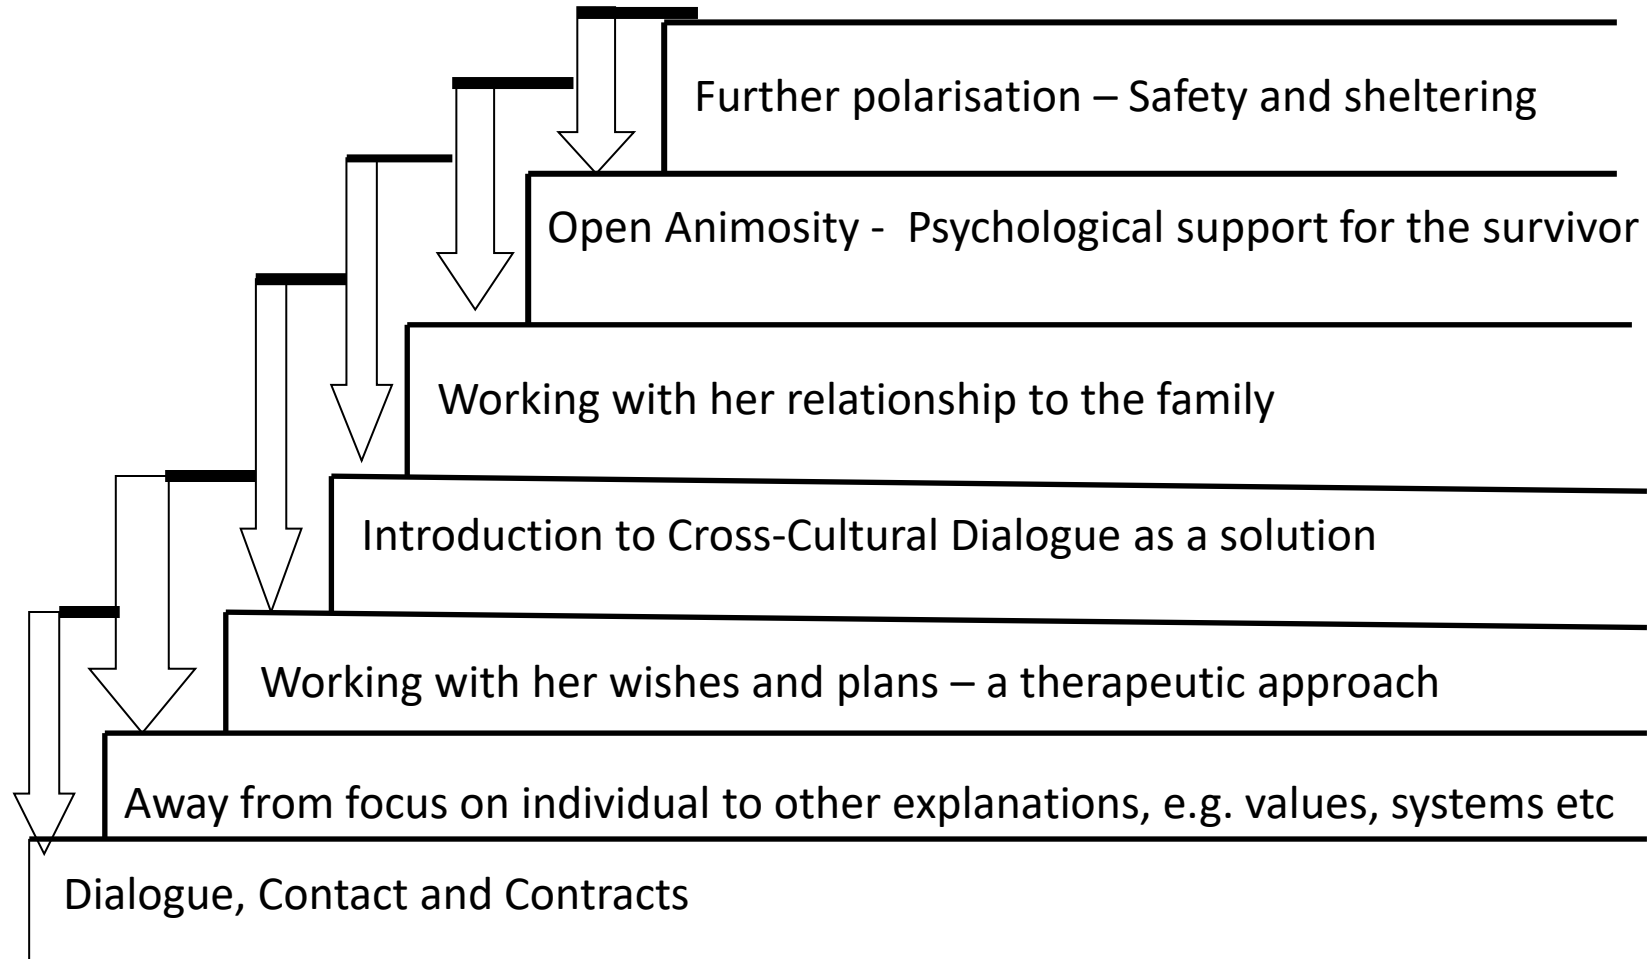 Further polarisation – Safety and sheltering
Open Animosity -  Psychological support for the survivor
Working with her relationship to the family
Introduction to Cross-Cultural Dialogue as a solution
Working with her wishes and plans – a therapeutic approach
Away from focus on individual to other explanations, e.g. values, systems etc
Dialogue, Contact and Contracts